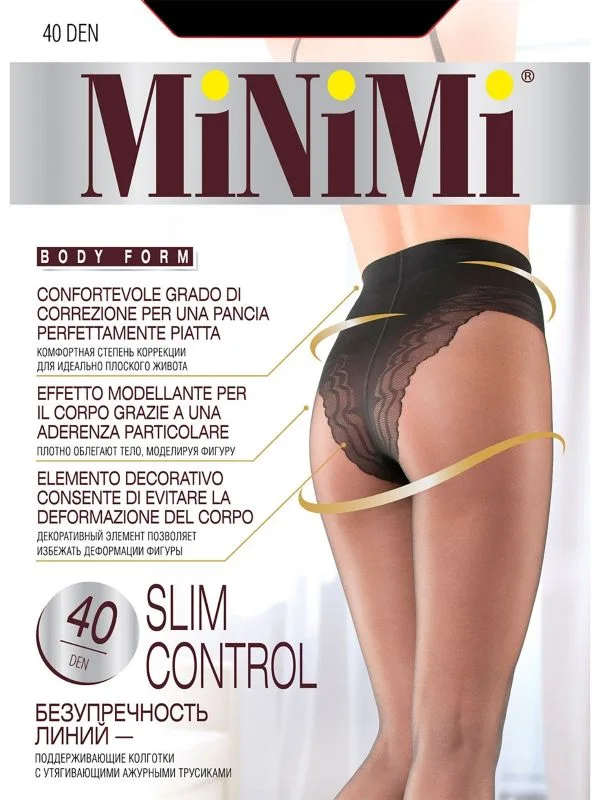 40 DEN
MiNiMi®
BODY FORM
CONFORTEVOLE GRADO DI
CORREZIONE PER UNA PANCIA
PERFETTAMENTE PIATTA
КОМФОРТНАЯ СТЕПЕНЬ КОРРЕКЦИИ
ДЛЯ ИДЕАЛЬНО ПЛОСКОГО ЖИВОТА
EFFETTO MODELLANTE PER
IL CORPO GRAZIE A UNA
ADERENZA PARTICOLARE
ПЛОТНО ОБЛЕГАЮТ ТЕЛО, МОДЕЛИРУЯ ФИГУРУ
ELEMENTO DECORATIVO
CONSENTE DI EVITARE LA
DEFORMAZIONE DEL CORPO
ДЕКОРАТИВНЫЙ ЭЛЕМЕНТ ПОЗВОЛЯЕТ
ИЗБЕЖАТЬ ДЕФОРМАЦИИ ФИГУРЫ
40
DEN
SLIM
CONTROL
БЕЗУПРЕЧНОСТЬ
ЛИНИЙ —
ПОДДЕРЖИВАЮЩИЕ КОЛГОТКИ
С УТЯГИВАЮЩИМИ АЖУРНЫМИ ТРУСИКАМИ